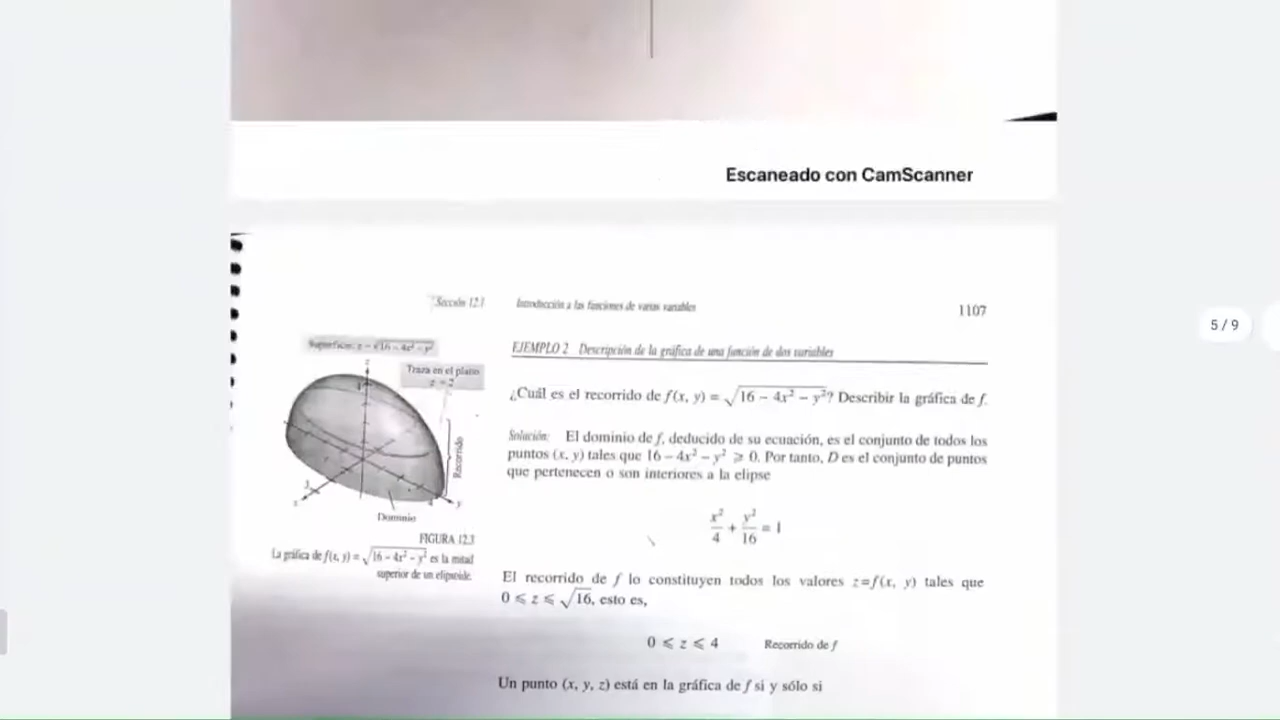 Escaneado con CamScanner
Sección 12.1 Introducción a las funciones de varias variables 1107
5 / 9
Superficie: z = √16 − 4x² − y²
Traza en el plano
z = 2
z
Recorrido
x
y
Dominio
FIGURA 12.3
La gráfica de f(x, y) = √16 − 4x² − y² es la mitad
superior de un elipsoide.
EJEMPLO 2 Descripción de la gráfica de una función de dos variables
¿Cuál es el recorrido de f(x, y) = √16 − 4x² − y²? Describir la gráfica de f.
Solución: El dominio de f, deducido de su ecuación, es el conjunto de todos los
puntos (x, y) tales que 16 − 4x² − y² ⩾ 0. Por tanto, D es el conjunto de puntos
que pertenecen o son interiores a la elipse
x²/4 + y²/16 = 1
El recorrido de f lo constituyen todos los valores z = f(x, y) tales que
0 ⩽ z ⩽ √16, esto es,
0 ⩽ z ⩽ 4 Recorrido de f
Un punto (x, y, z) está en la gráfica de f si y sólo si